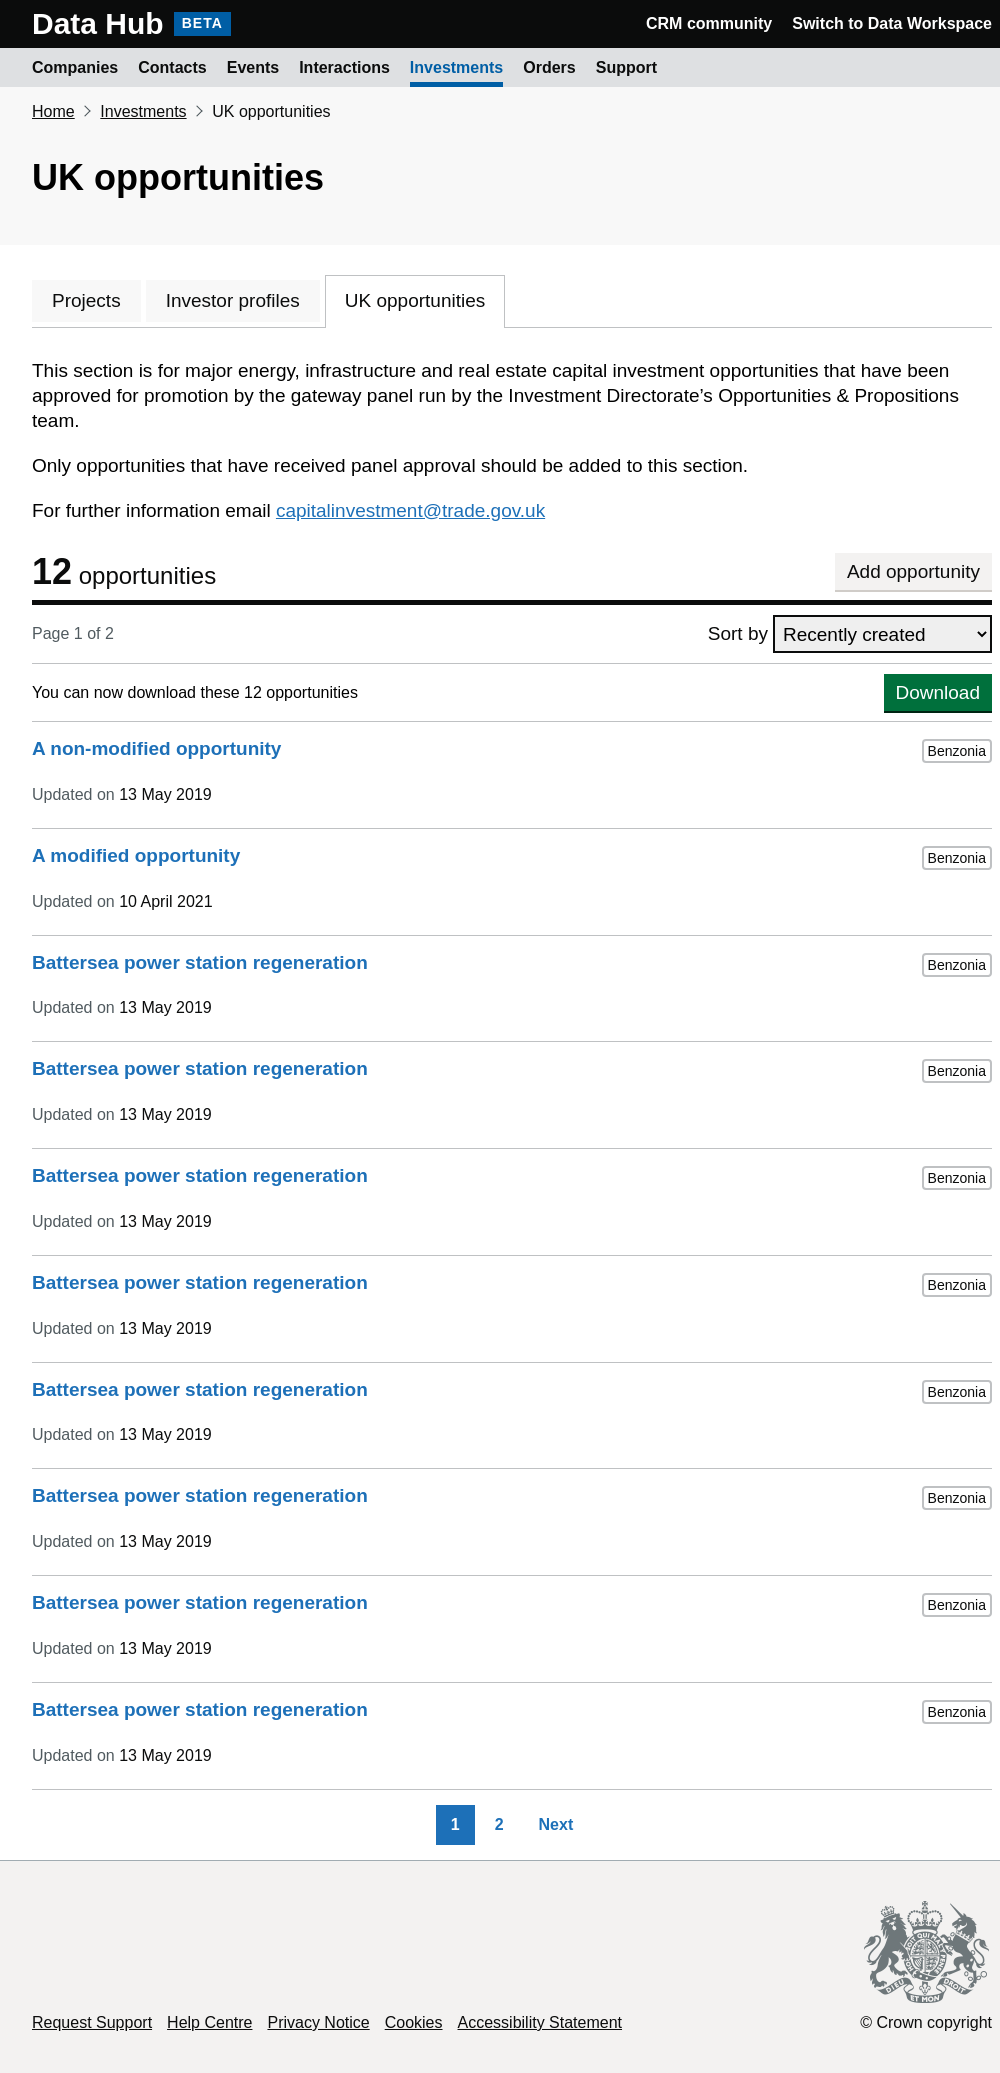 Data Hub BETA CRM community Switch to Data Workspace
Companies Contacts Events Interactions Investments Orders Support
Home Investments UK opportunities
UK opportunities
Projects Investor profiles UK opportunities
This section is for major energy, infrastructure and real estate capital investment opportunities that have been
approved for promotion by the gateway panel run by the Investment Directorate’s Opportunities & Propositions
team.
Only opportunities that have received panel approval should be added to this section.
For further information email capitalinvestment@trade.gov.uk
12 opportunities Add opportunity
Page 1 of 2 Sort by Recently created
You can now download these 12 opportunities Download
A non-modified opportunity Benzonia
Updated on 13 May 2019
A modified opportunity Benzonia
Updated on 10 April 2021
Battersea power station regeneration Benzonia
Updated on 13 May 2019
Battersea power station regeneration Benzonia
Updated on 13 May 2019
Battersea power station regeneration Benzonia
Updated on 13 May 2019
Battersea power station regeneration Benzonia
Updated on 13 May 2019
Battersea power station regeneration Benzonia
Updated on 13 May 2019
Battersea power station regeneration Benzonia
Updated on 13 May 2019
Battersea power station regeneration Benzonia
Updated on 13 May 2019
Battersea power station regeneration Benzonia
Updated on 13 May 2019
1 2 Next
DIEU ET MON DROIT
Request Support Help Centre Privacy Notice Cookies Accessibility Statement © Crown copyright